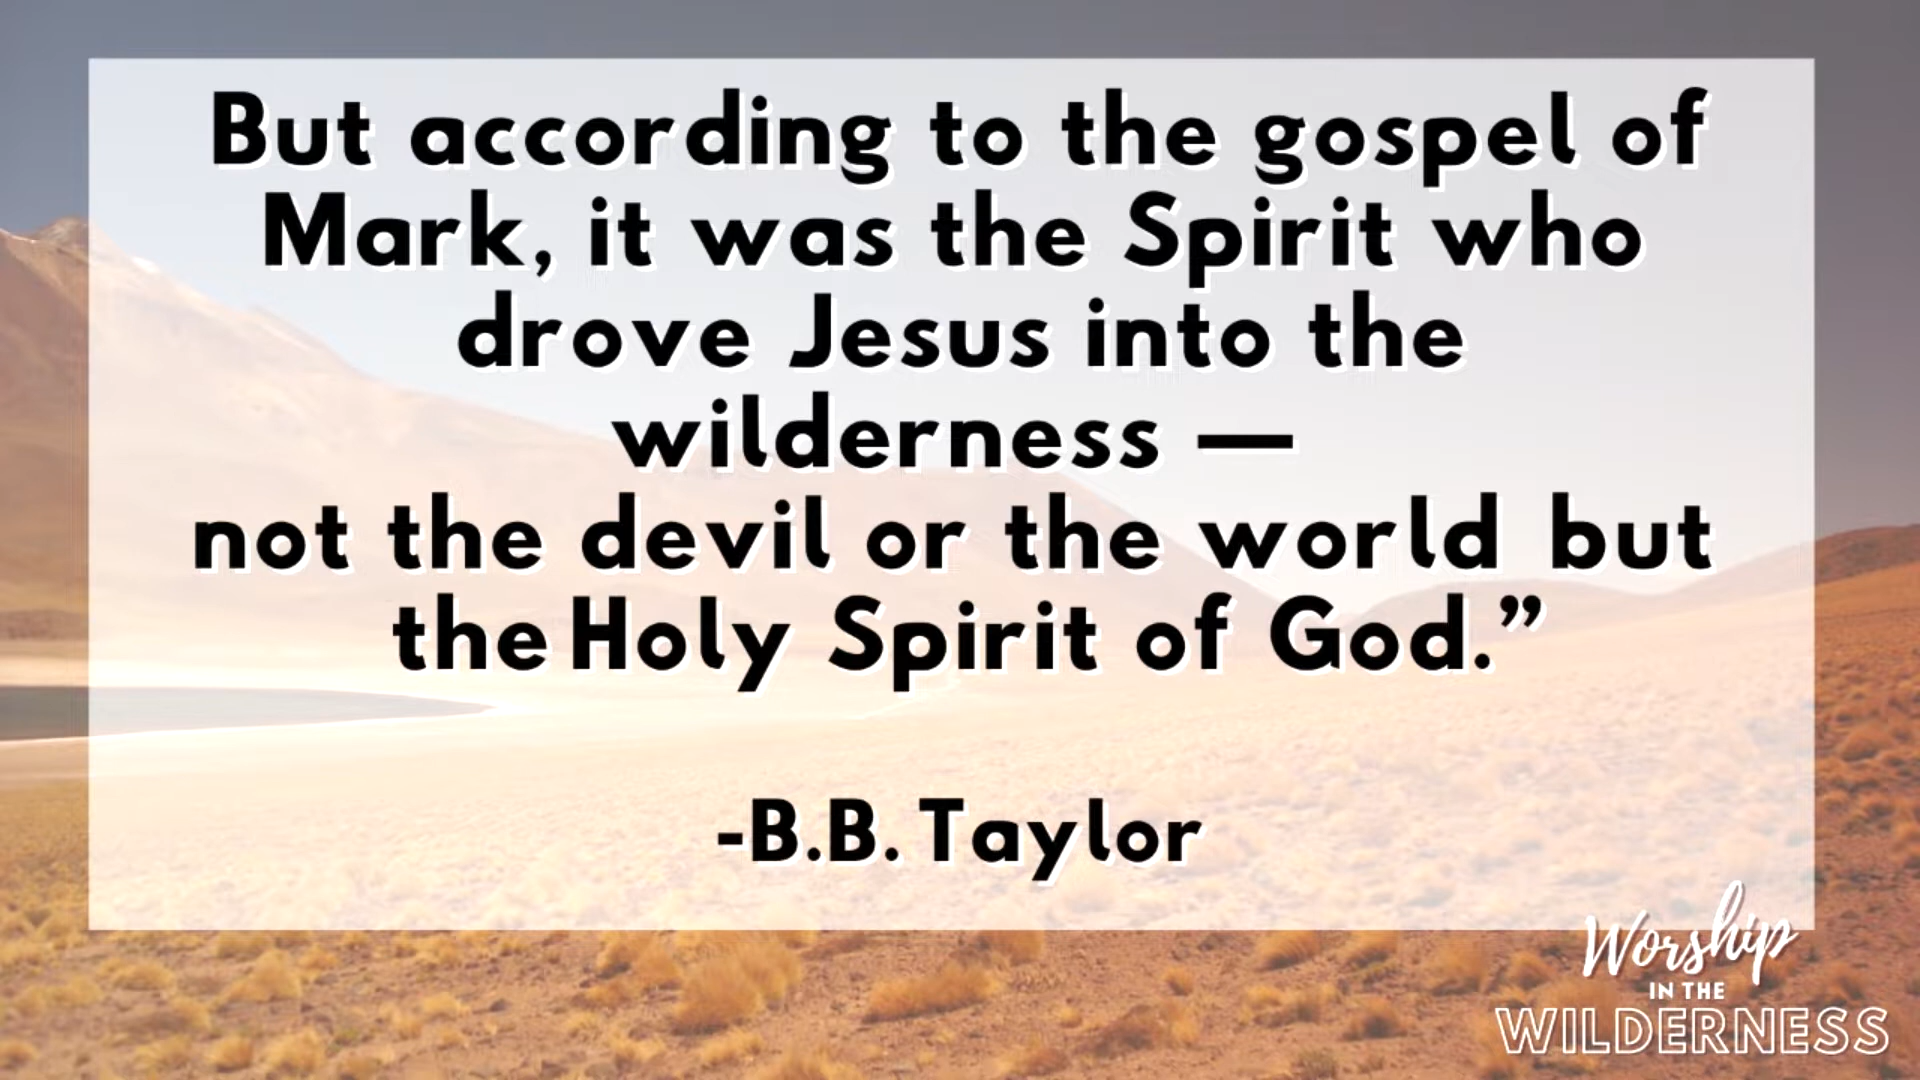 But according to the gospel of
Mark, it was the Spirit who
drove Jesus into the
wilderness —
not the devil or the world but
the Holy Spirit of God.”
-B.B. Taylor
Worship
IN THE
WILDERNESS